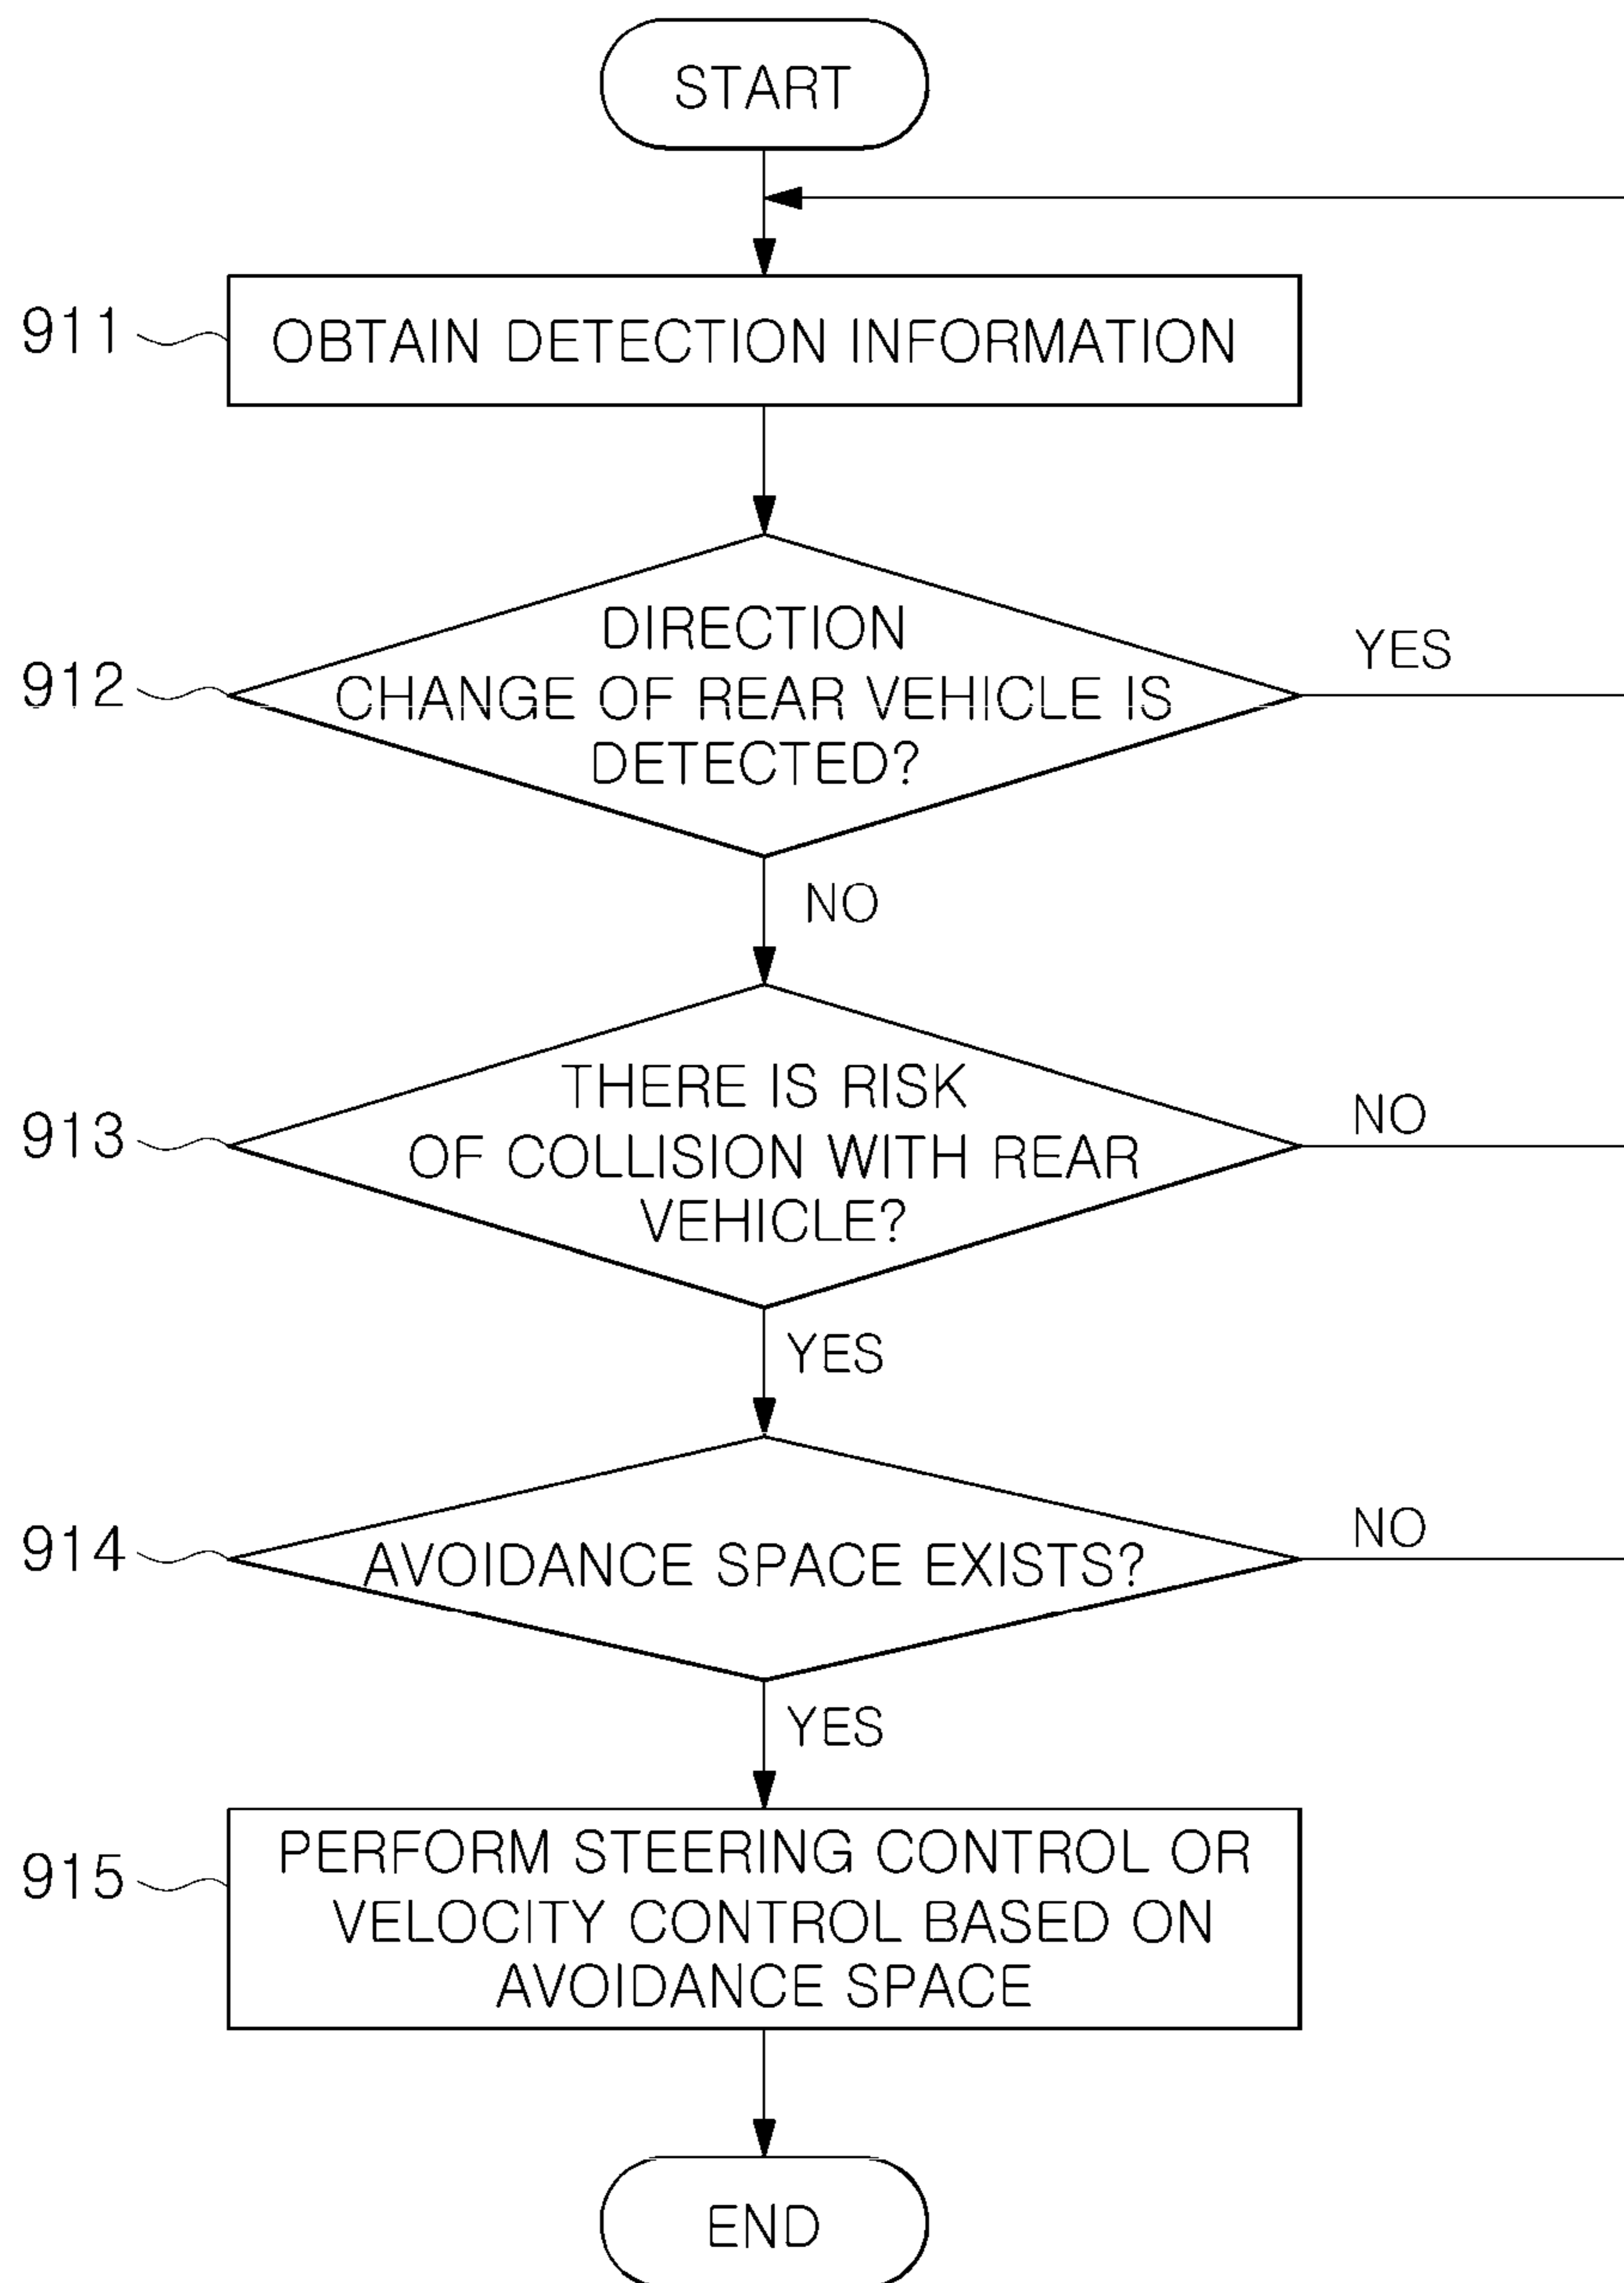 START
911
OBTAIN DETECTION INFORMATION
912
DIRECTION
CHANGE OF REAR VEHICLE IS
DETECTED?
YES
NO
913
THERE IS RISK
OF COLLISION WITH REAR
VEHICLE?
NO
YES
914
AVOIDANCE SPACE EXISTS?
NO
YES
915
PERFORM STEERING CONTROL OR
VELOCITY CONTROL BASED ON
AVOIDANCE SPACE
END